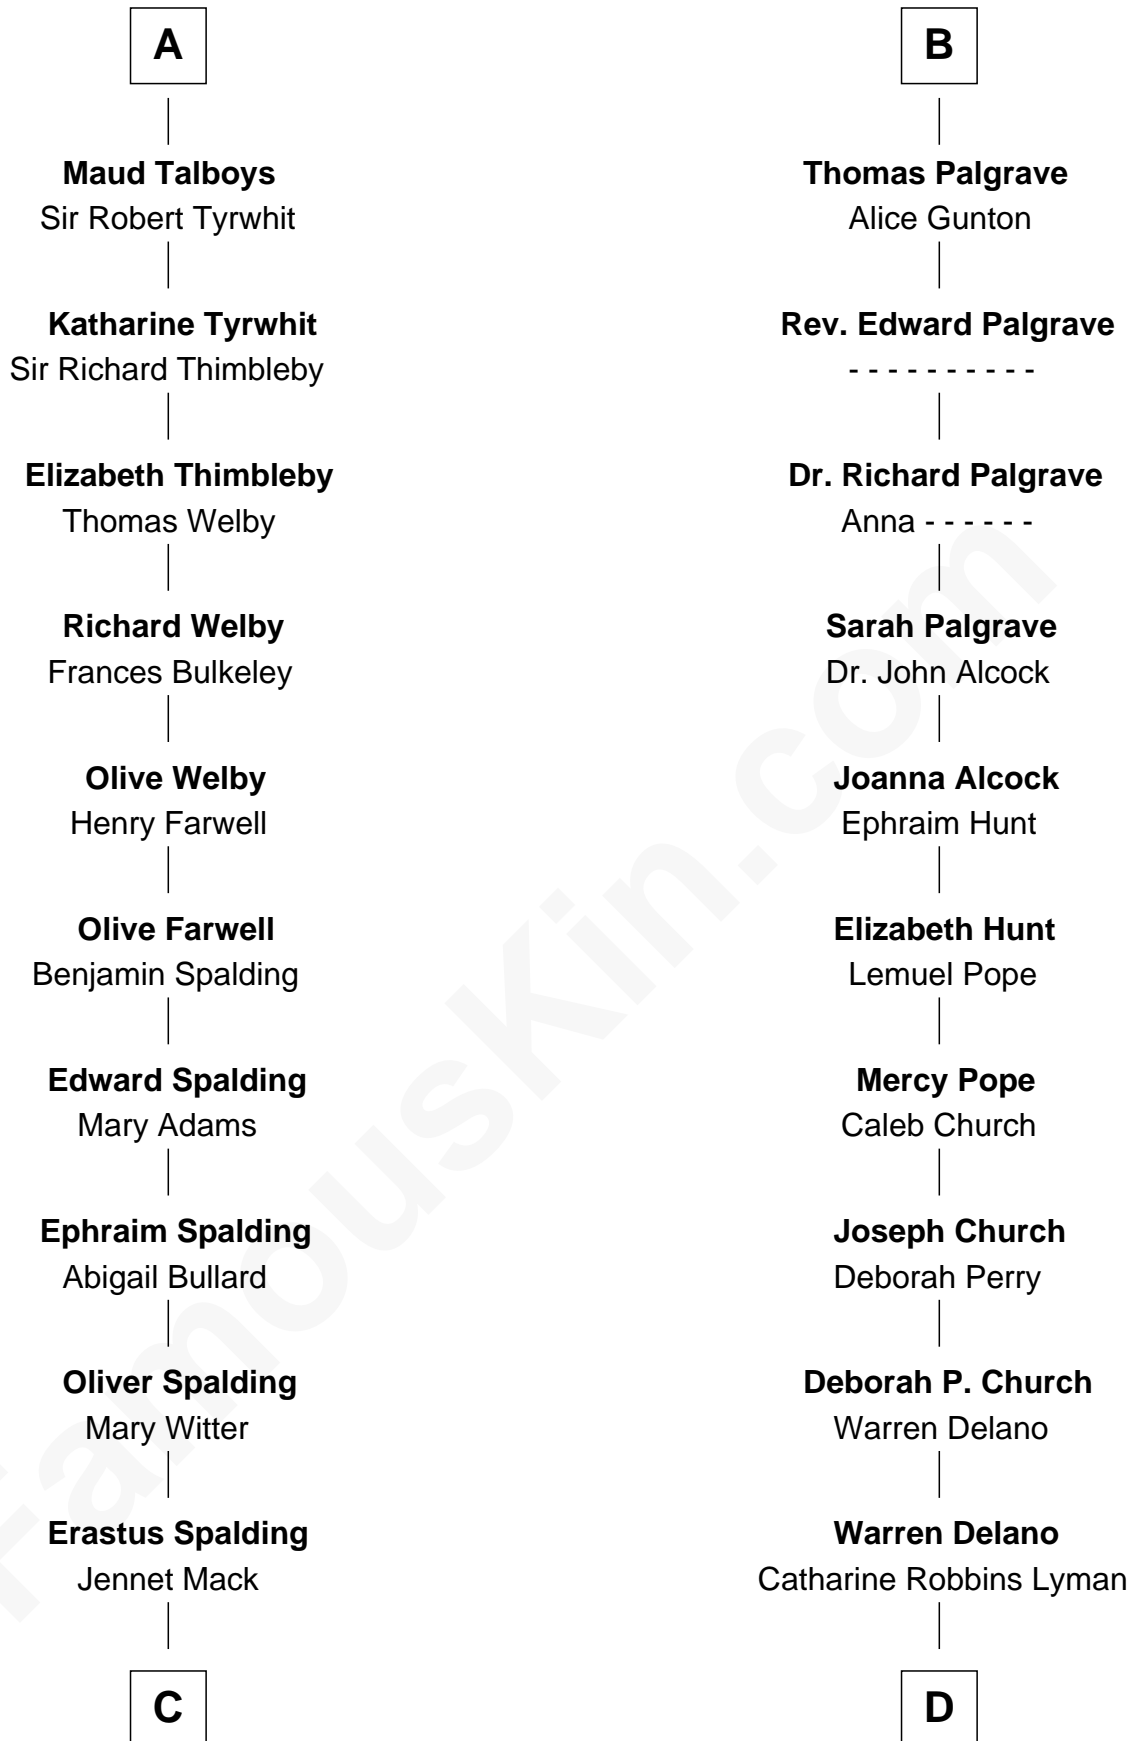 A
Maud Talboys
Sir Robert Tyrwhit
Katharine Tyrwhit
Sir Richard Thimbleby
Elizabeth Thimbleby
Thomas Welby
Richard Welby
Frances Bulkeley
Olive Welby
Henry Farwell
Olive Farwell
Benjamin Spalding
Edward Spalding
Mary Adams
Ephraim Spalding
Abigail Bullard
Oliver Spalding
Mary Witter
Erastus Spalding
Jennet Mack
C
B
Thomas Palgrave
Alice Gunton
Rev. Edward Palgrave
- - - - - - - - - -
Dr. Richard Palgrave
Anna - - - - - -
Sarah Palgrave
Dr. John Alcock
Joanna Alcock
Ephraim Hunt
Elizabeth Hunt
Lemuel Pope
Mercy Pope
Caleb Church
Joseph Church
Deborah Perry
Deborah P. Church
Warren Delano
Warren Delano
Catharine Robbins Lyman
D
FamousKin.com